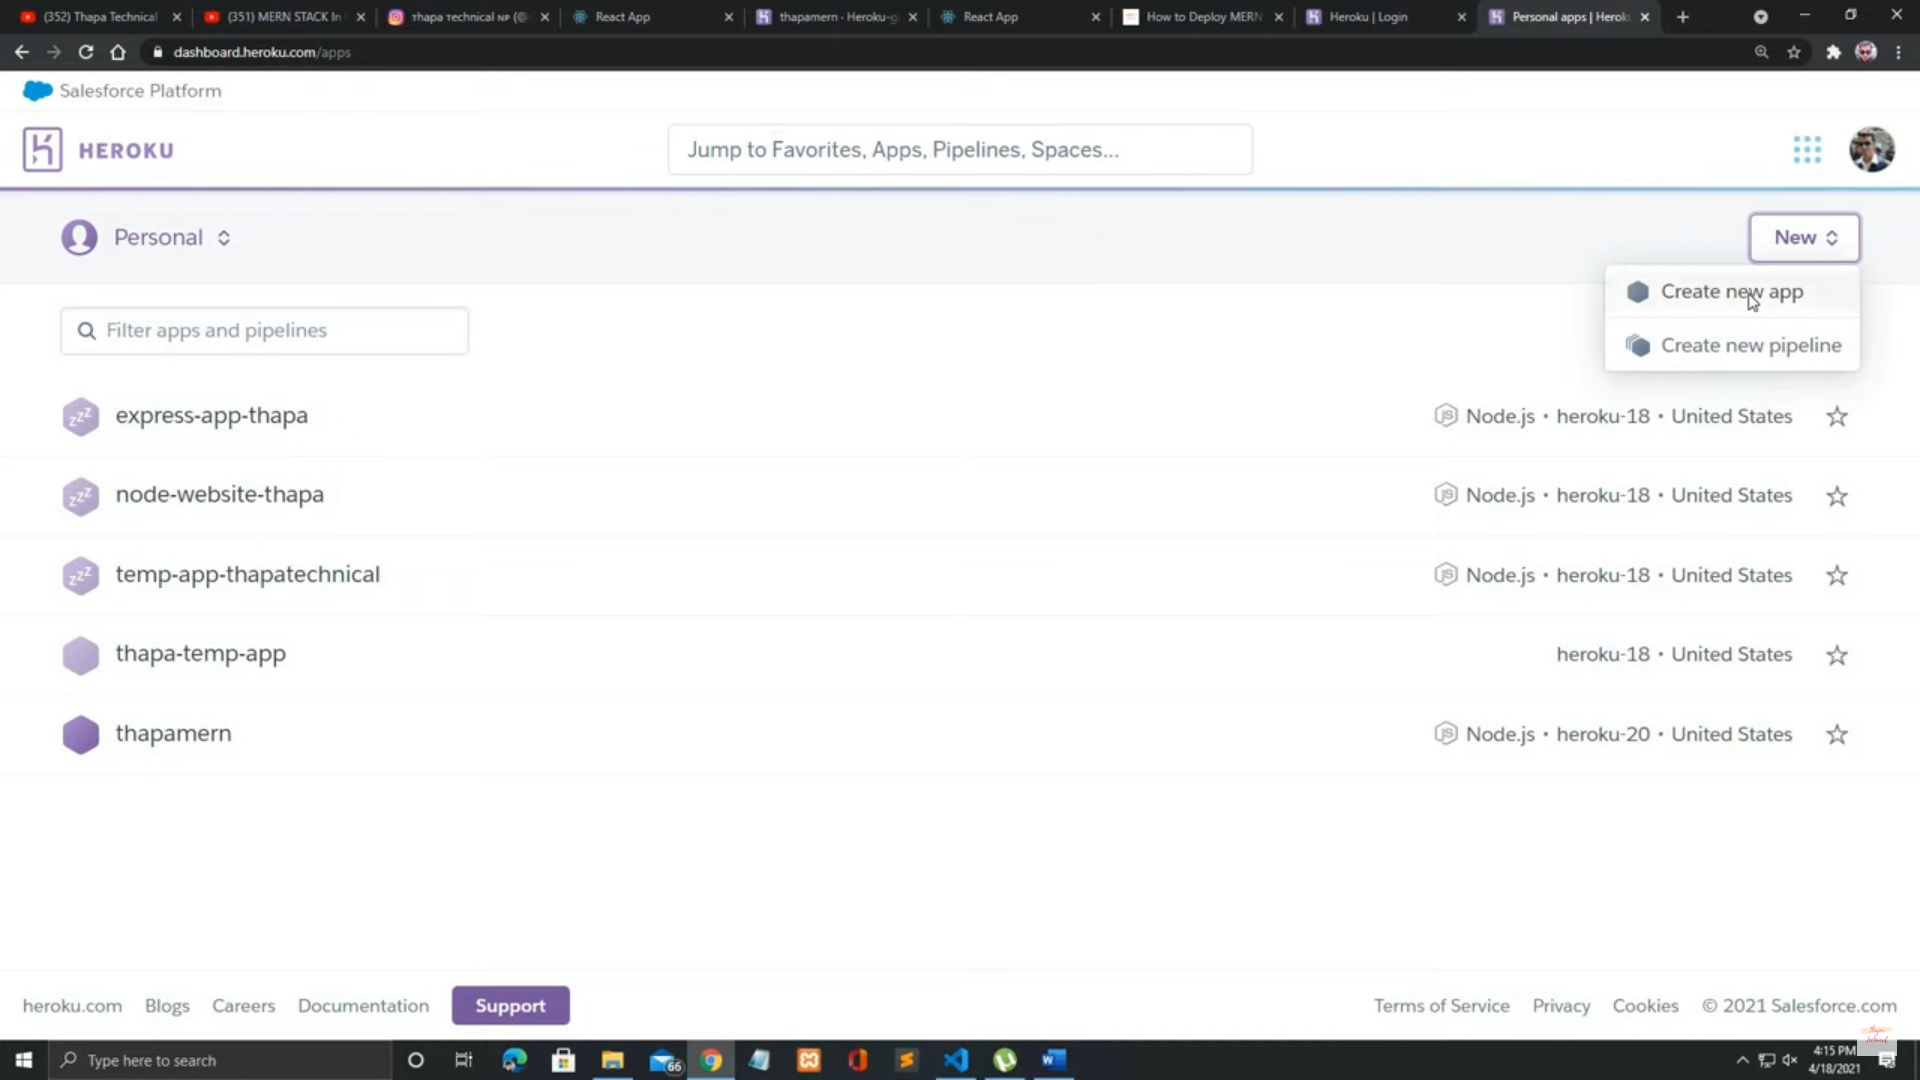 (352) Thapa Technical
(351) MERN STACK In
React App
thapamern · Heroku-g
React App
How to Deploy MERN
Heroku | Login
Personal apps | Herok
dashboard.heroku.com/apps
Salesforce Platform
HEROKU
Jump to Favorites, Apps, Pipelines, Spaces...
Personal
New
Create new app
Create new pipeline
Filter apps and pipelines
express-app-thapa
Node.js • heroku-18 • United States
node-website-thapa
Node.js • heroku-18 • United States
temp-app-thapatechnical
Node.js • heroku-18 • United States
thapa-temp-app
heroku-18 • United States
thapamern
Node.js • heroku-20 • United States
heroku.com Blogs Careers Documentation Support
Terms of Service Privacy Cookies © 2021 Salesforce.com
Type here to search
66
4:15 PM
4/18/2021